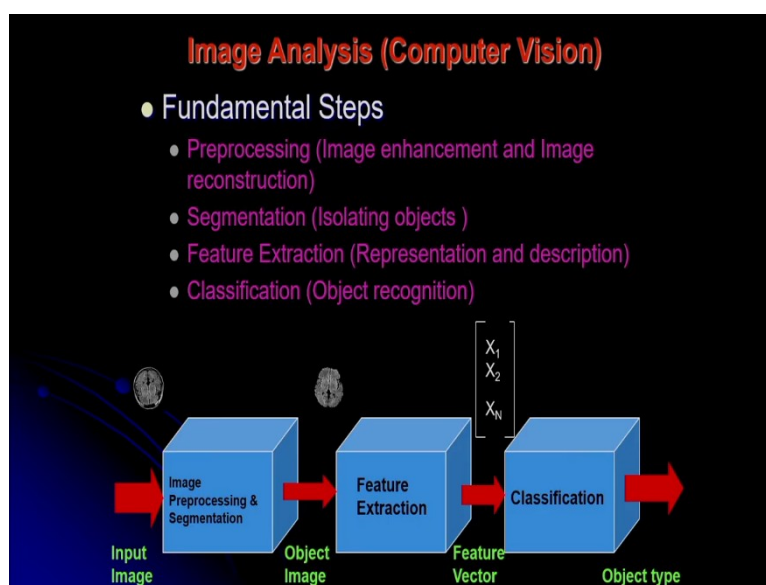 Image Analysis (Computer Vision)
Fundamental Steps
Preprocessing (Image enhancement and Image
reconstruction)
Segmentation (Isolating objects )
Feature Extraction (Representation and description)
Classification (Object recognition)
X1
X2
XN
Image
Preprocessing &
Segmentation
Feature
Extraction
Classification
Input
Image
Object
Image
Feature
Vector
Object type